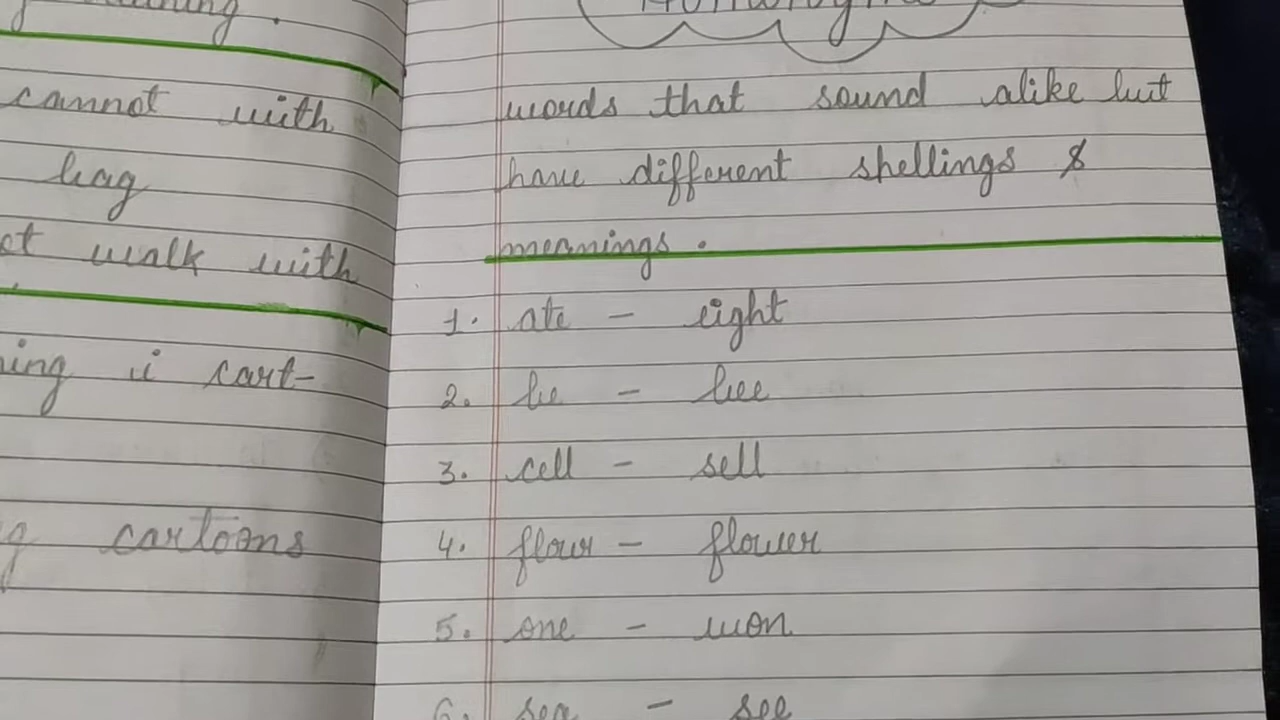 cannot with
bag
walk with
i cart-
cartoons
words that sound alike but
have different shellings &
meanings.
1. ate - eight
2. be - bee
3. cell - sell
4. flour - flower
5. one - won
6. sea - see